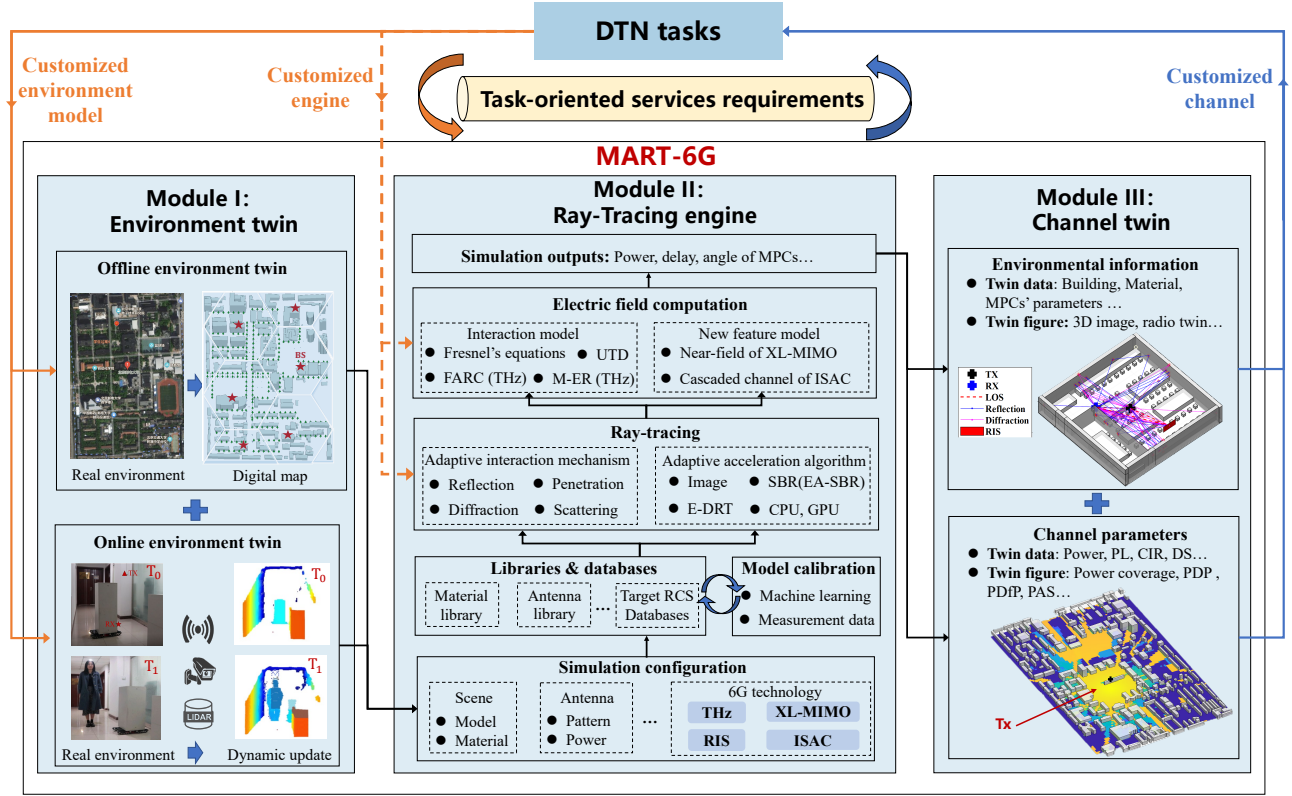 DTN tasks
Customized
environment
model
Customized
engine
Task-oriented services requirements
Customized
channel
MART-6G
Module I:
Environment twin
Offline environment twin
BS
Real environment
Digital map
Online environment twin
▲TX
T0
RX
T0
T1
LIDAR
T1
Real environment
Dynamic update
Module II:
Ray-Tracing engine
Simulation outputs: Power, delay, angle of MPCs…
Electric field computation
Interaction model
● Fresnel's equations ● UTD
● FARC (THz) ● M-ER (THz)
New feature model
● Near-field of XL-MIMO
● Cascaded channel of ISAC
Ray-tracing
Adaptive interaction mechanism
● Reflection ● Penetration
● Diffraction ● Scattering
Adaptive acceleration algorithm
● Image ● SBR(EA-SBR)
● E-DRT ● CPU, GPU
Libraries & databases
Material
library
Antenna
library
…
Target RCS
Databases
Model calibration
● Machine learning
● Measurement data
Simulation configuration
Scene
● Model
● Material
Antenna
● Pattern
● Power
…
6G technology
THz
XL-MIMO
RIS
ISAC
Module III:
Channel twin
Environmental information
● Twin data: Building, Material,
MPCs' parameters …
● Twin figure: 3D image, radio twin…
TX
RX
LOS
Reflection
Diffraction
RIS
Channel parameters
● Twin data: Power, PL, CIR, DS…
● Twin figure: Power coverage, PDP ,
PDfP, PAS…
Tx